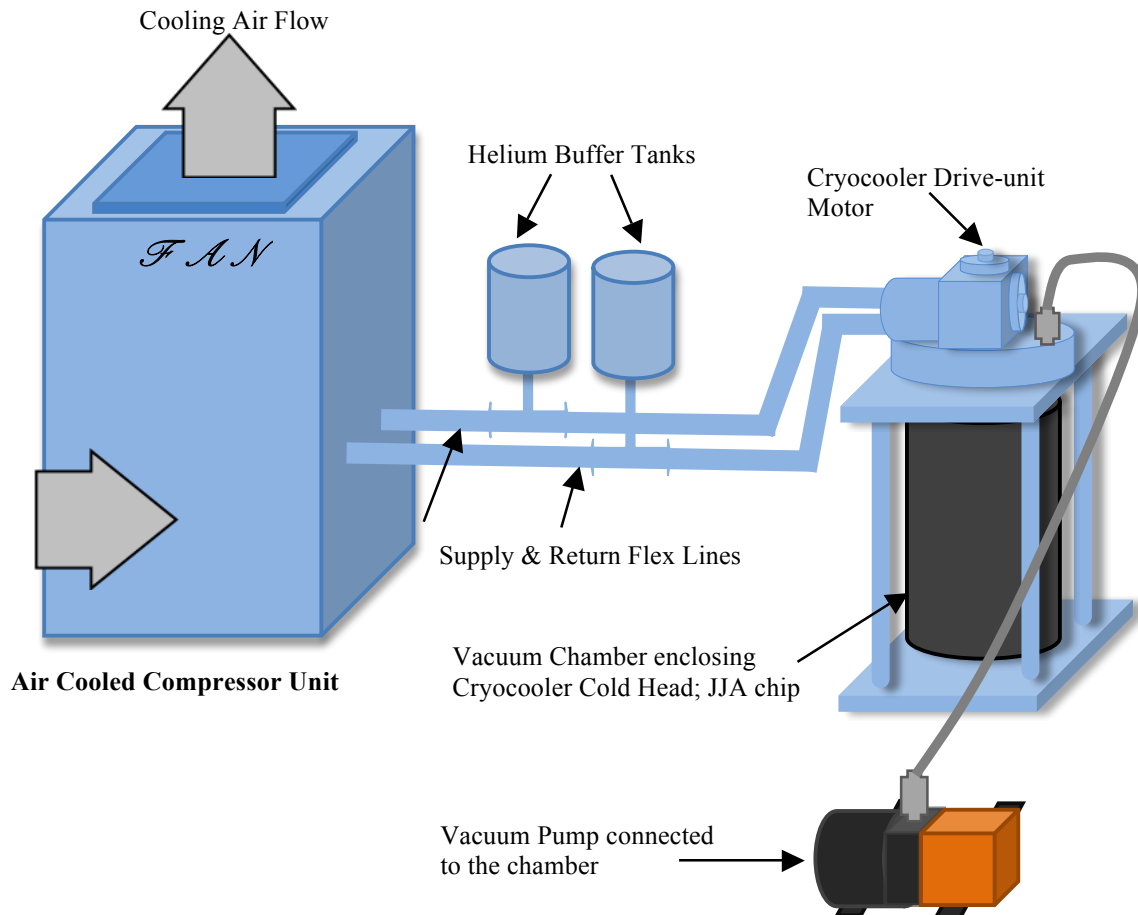 Cooling Air Flow
Helium Buffer Tanks
Cryocooler Drive-unit
Motor
FAN
Supply & Return Flex Lines
Vacuum Chamber enclosing
Cryocooler Cold Head; JJA chip
Air Cooled Compressor Unit
Vacuum Pump connected
to the chamber